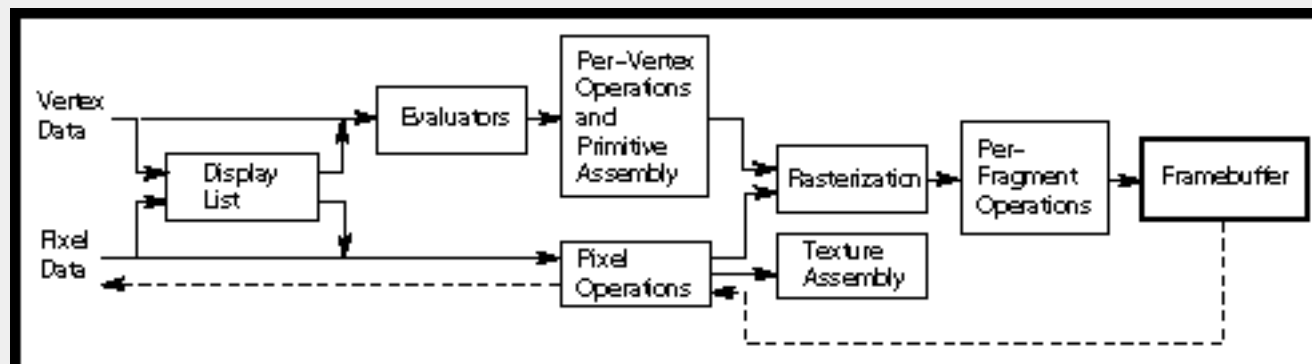 Vertex
Data
Pixel
Data
Display
List
Evaluators
Per-Vertex
Operations
and
Primitive
Assembly
Pixel
Operations
Rasterization
Texture
Assembly
Per-
Fragment
Operations
Framebuffer